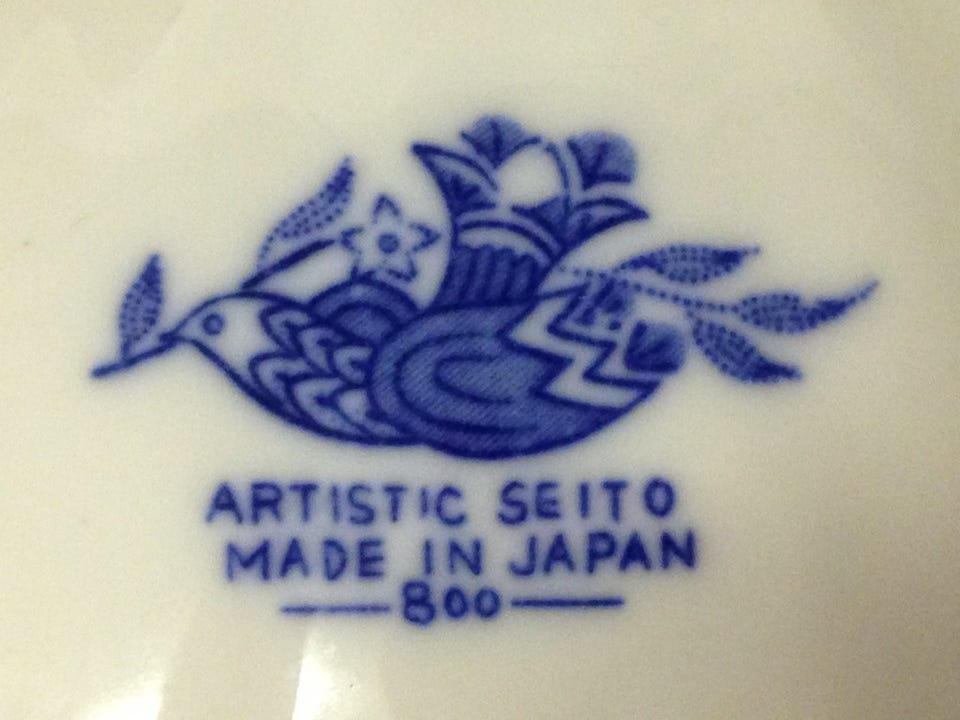 ARTISTIC SEITO
MADE IN JAPAN
800